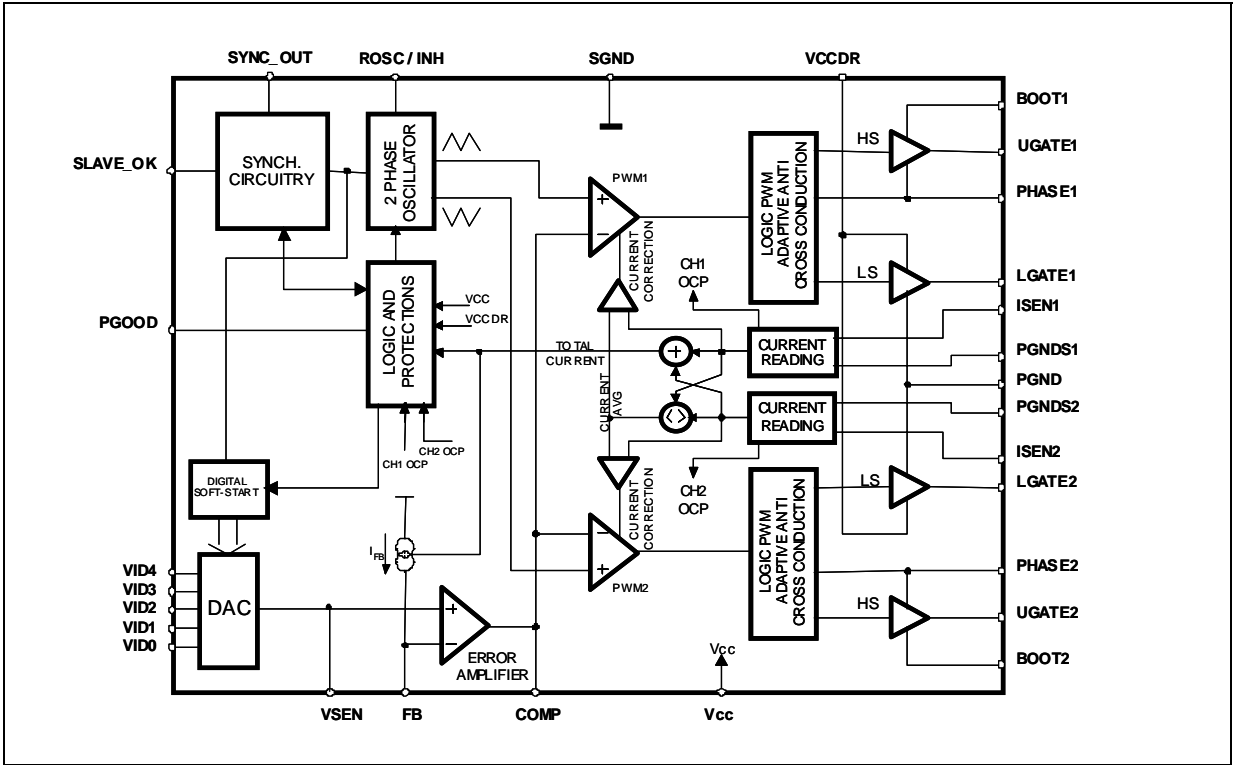 SYNC_OUT
ROSC / INH
SGND
VCCDR
BOOT1
HS
UGATE1
SLAVE_OK
SYNCH.
CIRCUITRY
2 PHASE
OSCILLATOR
PWM1
LOGIC PWM
ADAPTIVE ANTI
CROSS CONDUCTION
PHASE1
CURRENT
CORRECTION
CH1
OCP
LS
LGATE1
ISEN1
PGOOD
LOGIC AND
PROTECTIONS
VCC
VCCDR
TOTAL
CURRENT
CURRENT
READING
PGNDS1
PGND
CURRENT
AVG
CURRENT
READING
PGNDS2
CH1 OCP
CH2 OCP
ISEN2
DIGITAL
SOFT-START
CH2
OCP
CURRENT
CORRECTION
LOGIC PWM
ADAPTIVE ANTI
CROSS CONDUCTION
LS
LGATE2
IFB
PHASE2
VID4
VID3
VID2
VID1
VID0
DAC
PWM2
HS
UGATE2
ERROR
AMPLIFIER
Vcc
BOOT2
VSEN
FB
COMP
Vcc